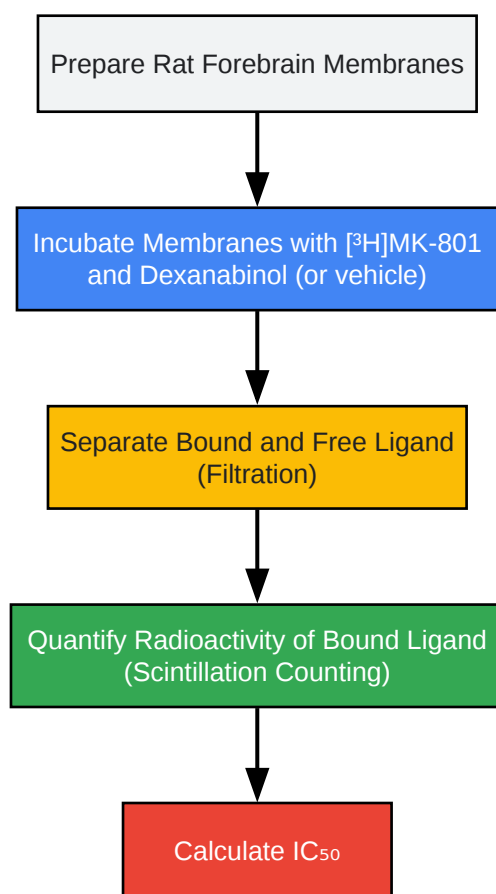 Prepare Rat Forebrain Membranes
Incubate Membranes with [³H]MK-801
and Dexanabinol (or vehicle)
Separate Bound and Free Ligand
(Filtration)
Quantify Radioactivity of Bound Ligand
(Scintillation Counting)
Calculate IC₅₀